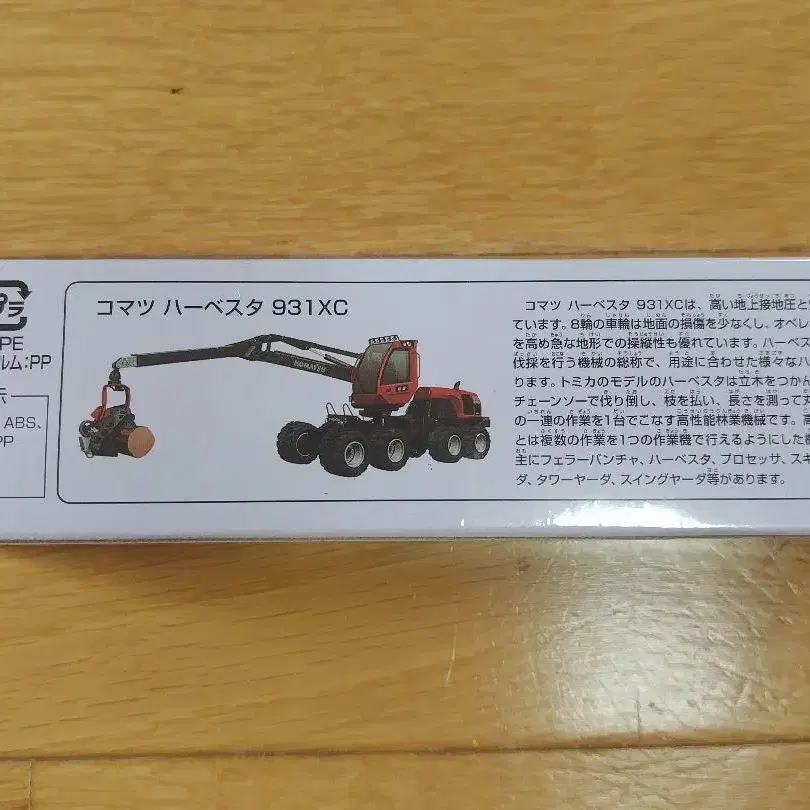 プラ
PE
ルム:PP
示
ABS,
PP
コマツ ハーベスタ 931XC
KOMATSU
コマツ ハーベスタ 931XCは、高い地上接地圧と
ています。8輪の車輪は地面の損傷を少なくし、オペレ
を高め急な地形での操縦性も優れています。ハーベス
伐採を行う機械の総称で、用途に合わせた様々なハ
ります。トミカのモデルのハーベスタは立木をつかん
チェーンソーで伐り倒し、枝を払い、長さを測って丸
の一連の作業を1台でこなす高性能林業機械です。高
とは複数の作業を1つの作業機で行えるようにした機
主にフェラーバンチャ、ハーベスタ、プロセッサ、スキ
ダ、タワーヤーダ、スイングヤーダ等があります。